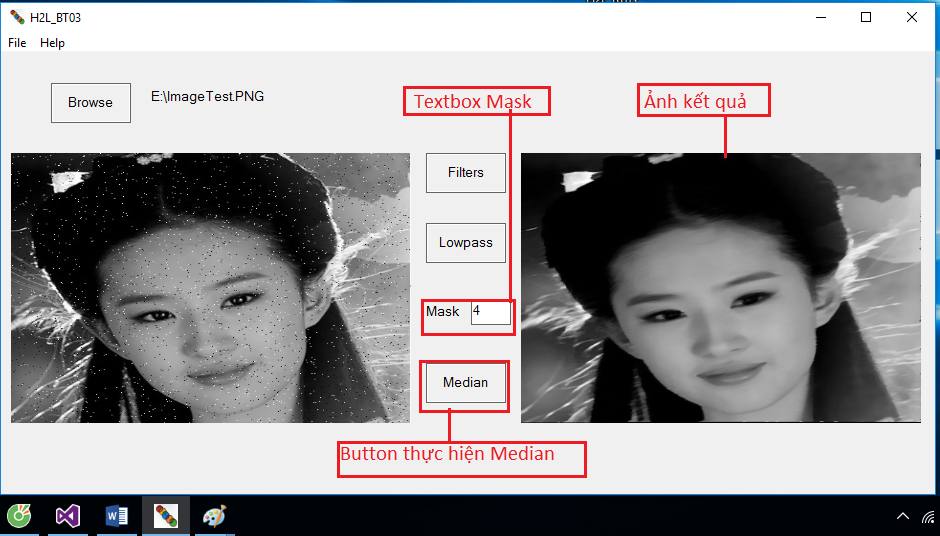 H2L_BT03
File Help
Browse
E:\ImageTest.PNG
Textbox Mask
Ảnh kết quả
Filters
Lowpass
Mask 4
Median
Button thực hiện Median